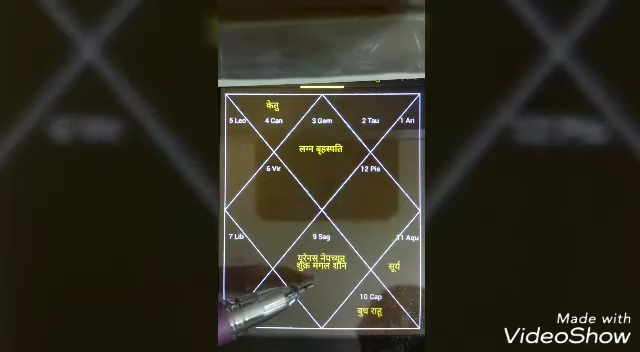 केतु
5 Leo 4 Can 3 Gem 2 Tau 1 Ari
लग्न बृहस्पति
6 Vir 12 Pis
7 Lib 9 Sag 11 Aqu
यूरेनस नेपच्यून
शुक्र मंगल शनि सूर्य
10 Cap
बुध राहू
Made with
VideoShow